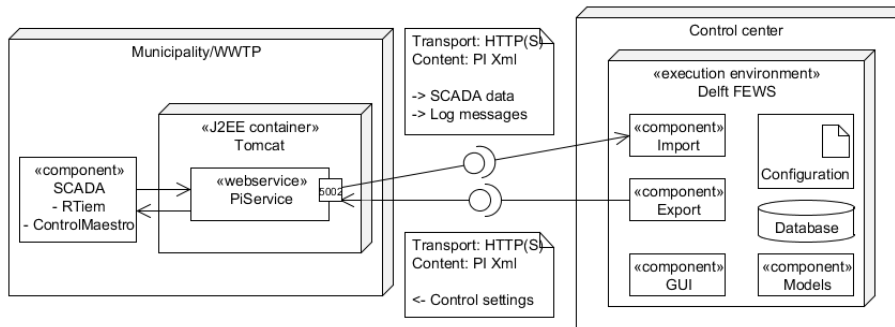 Municipality/WWTP
«J2EE container»
Tomcat
«component»
SCADA
- RTiem
- ControlMaestro
«webservice»
PiService
5002
Transport: HTTP(S)
Content: PI Xml
-> SCADA data
-> Log messages
Transport: HTTP(S)
Content: PI Xml
<- Control settings
Control center
«execution environment»
Delft FEWS
«component»
Import
Configuration
«component»
Export
Database
«component»
GUI
«component»
Models